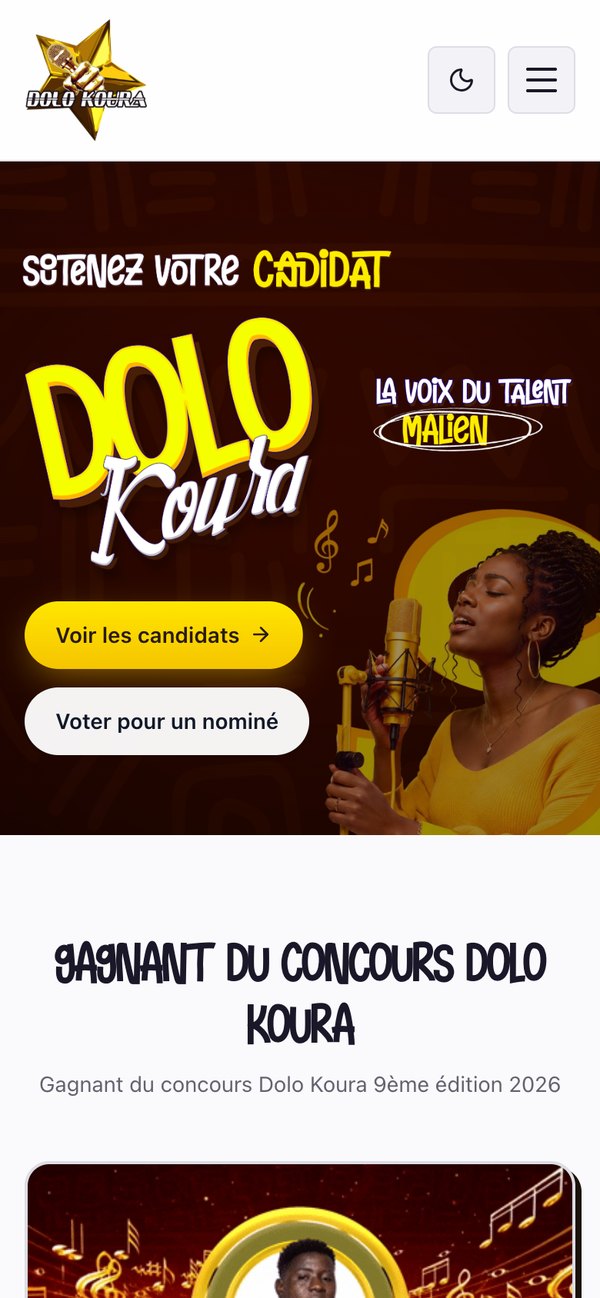 DOLO KOURA
SOTENEZ VOTRE CADIDAT
DOLO
Koura
LA VOIX DU TALENT
MALIEN
Voir les candidats →
Voter pour un nominé
GAGNANT DU CONCOURS DOLO
KOURA
Gagnant du concours Dolo Koura 9ème édition 2026